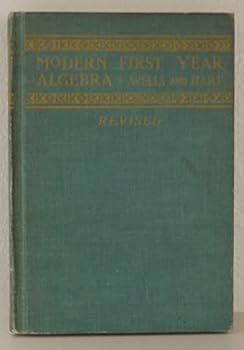 MODERN FIRST YEAR
ALGEBRA • WELLS AND HART
REVISED